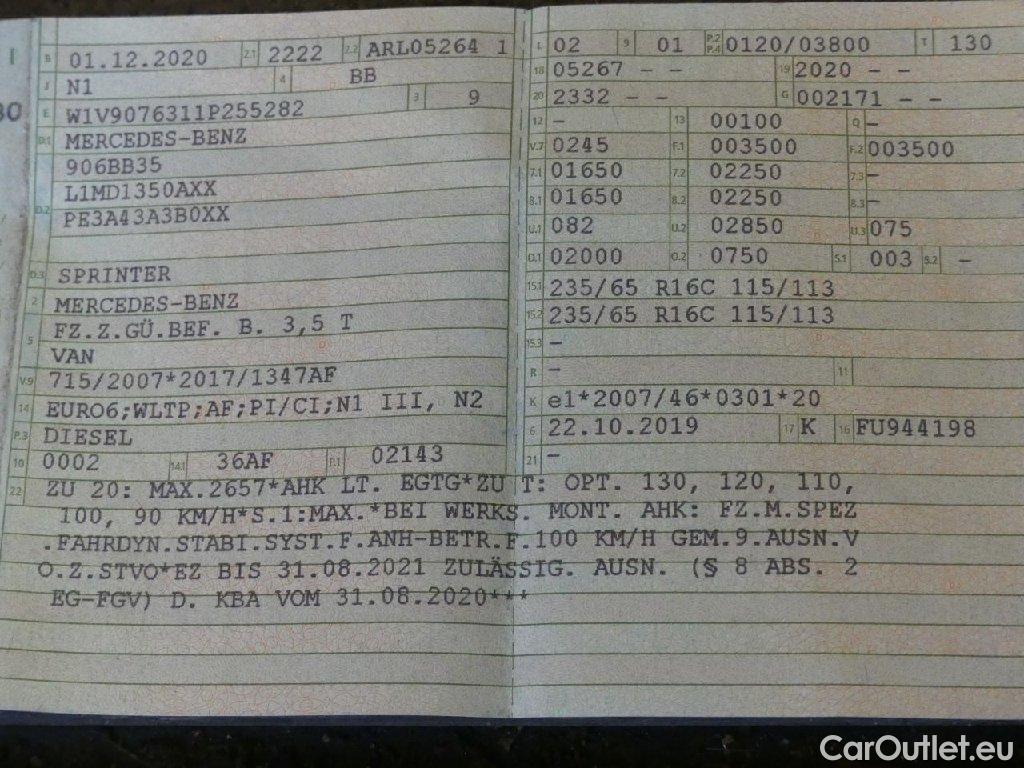 B 01.12.2020 2.1 2222 2.2 ARL05264 1
J N1 4 BB
E W1V9076311P255282 3 9
D.1 MERCEDES-BENZ
906BB35
D.2 L1MD1350AXX
PE3A43A3B0XX
D.3 SPRINTER
2 MERCEDES-BENZ
5 FZ.Z.GÜ.BEF. B. 3,5 T
VAN
V.9 715/2007*2017/1347AF
14 EURO6;WLTP;AF;PI/CI;N1 III, N2
P.3 DIESEL
10 0002 14.1 36AF P.1 02143
L 02 9 01 P.2 P.4 0120/03800 T 130
18 05267 - - 19 2020 - -
20 2332 - - G 002171 - -
12 - 13 00100 Q -
V.7 0245 F.1 003500 F.2 003500
7.1 01650 7.2 02250 7.3 -
8.1 01650 8.2 02250 8.3 -
U.1 082 U.2 02850 U.3 075
O.1 02000 O.2 0750 S.1 003 S.2 -
15.1 235/65 R16C 115/113
15.2 235/65 R16C 115/113
15.3 -
R - 11
K e1*2007/46*0301*20
6 22.10.2019 17 K 16 FU944198
21 -
22 ZU 20: MAX.2657*AHK LT. EGTG*ZU T: OPT. 130, 120, 110,
100, 90 KM/H*S.1:MAX.*BEI WERKS. MONT. AHK: FZ.M.SPEZ
.FAHRDYN.STABI.SYST.F.ANH-BETR.F.100 KM/H GEM.9.AUSN.V
O.Z.STVO*EZ BIS 31.08.2021 ZULÄSSIG. AUSN. (§ 8 ABS. 2
EG-FGV) D. KBA VOM 31.08.2020***
CarOutlet.eu